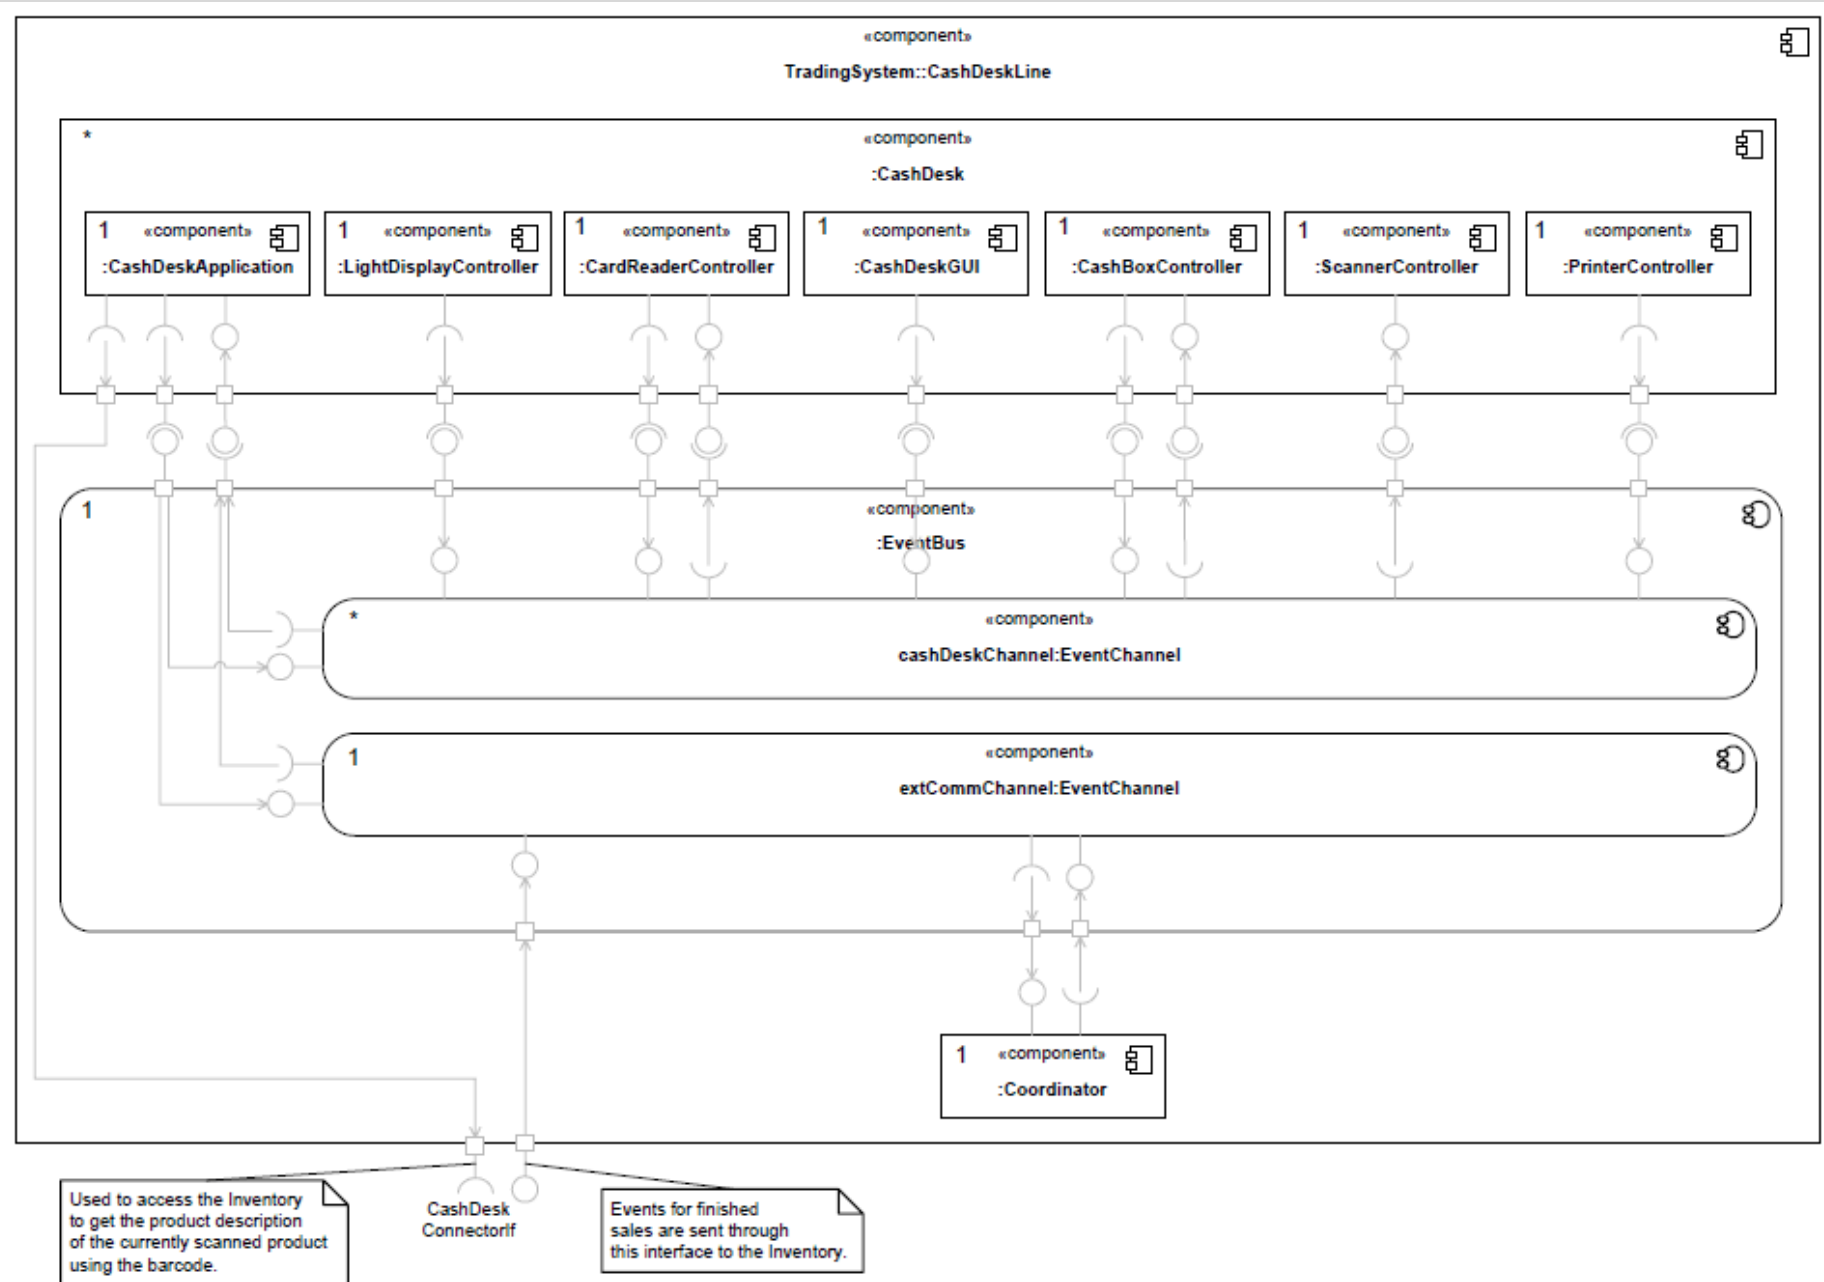 «component»
TradingSystem::CashDeskLine
*
«component»
:CashDesk
1 «component»
:CashDeskApplication
1 «component»
:LightDisplayController
1 «component»
:CardReaderController
1 «component»
:CashDeskGUI
1 «component»
:CashBoxController
1 «component»
:ScannerController
1 «component»
:PrinterController
1
«component»
:EventBus
*
«component»
cashDeskChannel:EventChannel
1
«component»
extCommChannel:EventChannel
1 «component»
:Coordinator
Used to access the Inventory
to get the product description
of the currently scanned product
using the barcode.
CashDesk
ConnectorIf
Events for finished
sales are sent through
this interface to the Inventory.